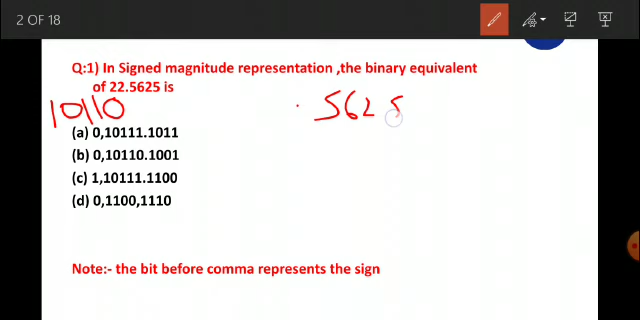 2 OF 18
Q:1) In Signed magnitude representation ,the binary equivalent
of 22.5625 is
10110 .5625
(a) 0,10111.1011
(b) 0,10110.1001
(c) 1,10111.1100
(d) 0,1100,1110
Note:- the bit before comma represents the sign